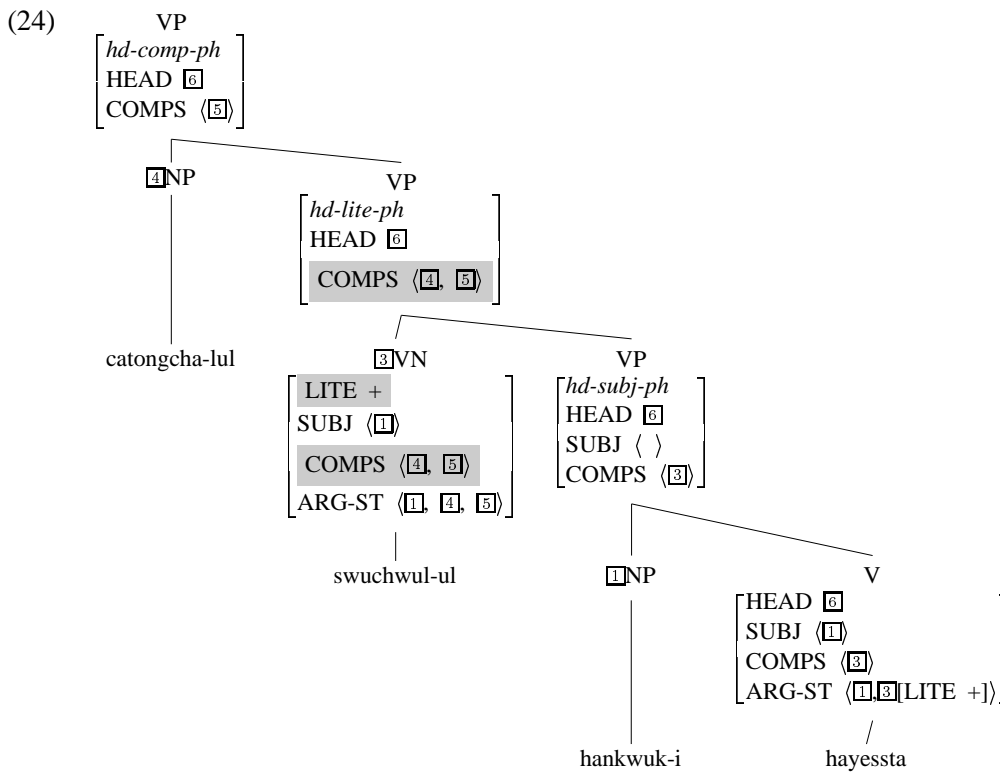 (24)
VP
hd-comp-ph
HEAD 6
COMPS ⟨5⟩
4NP
VP
hd-lite-ph
HEAD 6
COMPS ⟨4, 5⟩
catongcha-lul
3VN
LITE +
SUBJ ⟨1⟩
COMPS ⟨4, 5⟩
ARG-ST ⟨1, 4, 5⟩
VP
hd-subj-ph
HEAD 6
SUBJ ⟨ ⟩
COMPS ⟨3⟩
swuchwul-ul
1NP
V
HEAD 6
SUBJ ⟨1⟩
COMPS ⟨3⟩
ARG-ST ⟨1,3[LITE +]⟩
hankwuk-i
hayessta